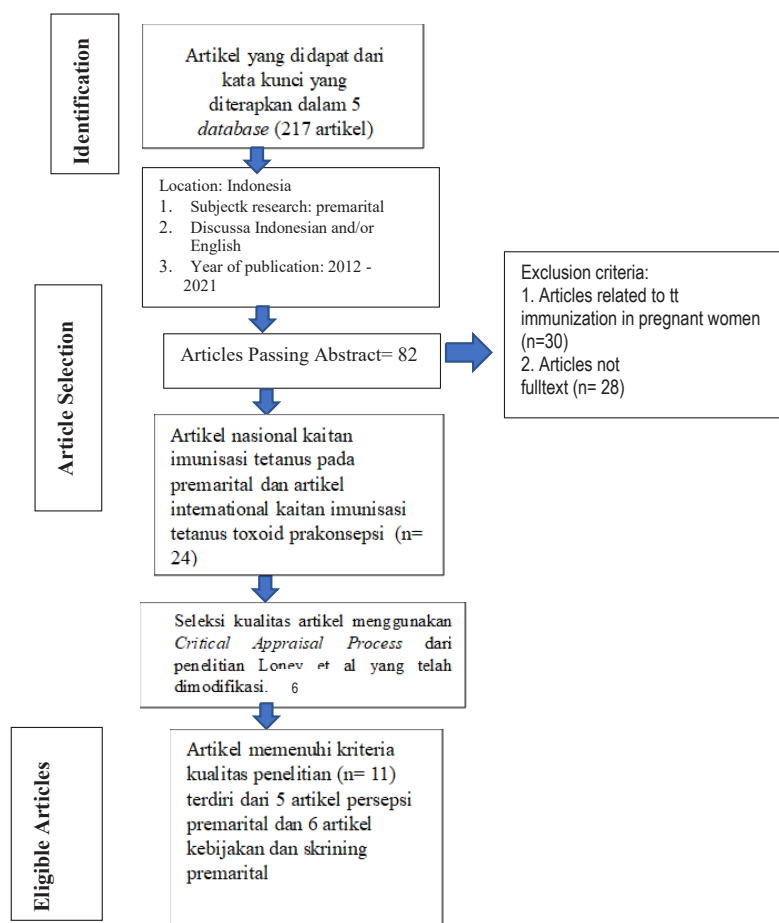 Identification
Artikel yang didapat dari
kata kunci yang
diterapkan dalam 5
database (217 artikel)
Location: Indonesia
1. Subjectk research: premarital
2. Discussa Indonesian and/or
English
3. Year of publication: 2012 -
2021
Article Selection
Articles Passing Abstract= 82
Exclusion criteria:
1. Articles related to tt
immunization in pregnant women
(n=30)
2. Articles not
fulltext (n= 28)
Artikel nasional kaitan
imunisasi tetanus pada
premarital dan artikel
international kaitan imunisasi
tetanus toxoid prakonsepsi (n=
24)
Seleksi kualitas artikel menggunakan
Critical Appraisal Process dari
penelitian Loney et al yang telah
dimodifikasi. 6
Eligible Articles
Artikel memenuhi kriteria
kualitas penelitian (n= 11)
terdiri dari 5 artikel persepsi
premarital dan 6 artikel
kebijakan dan skrining
premarital